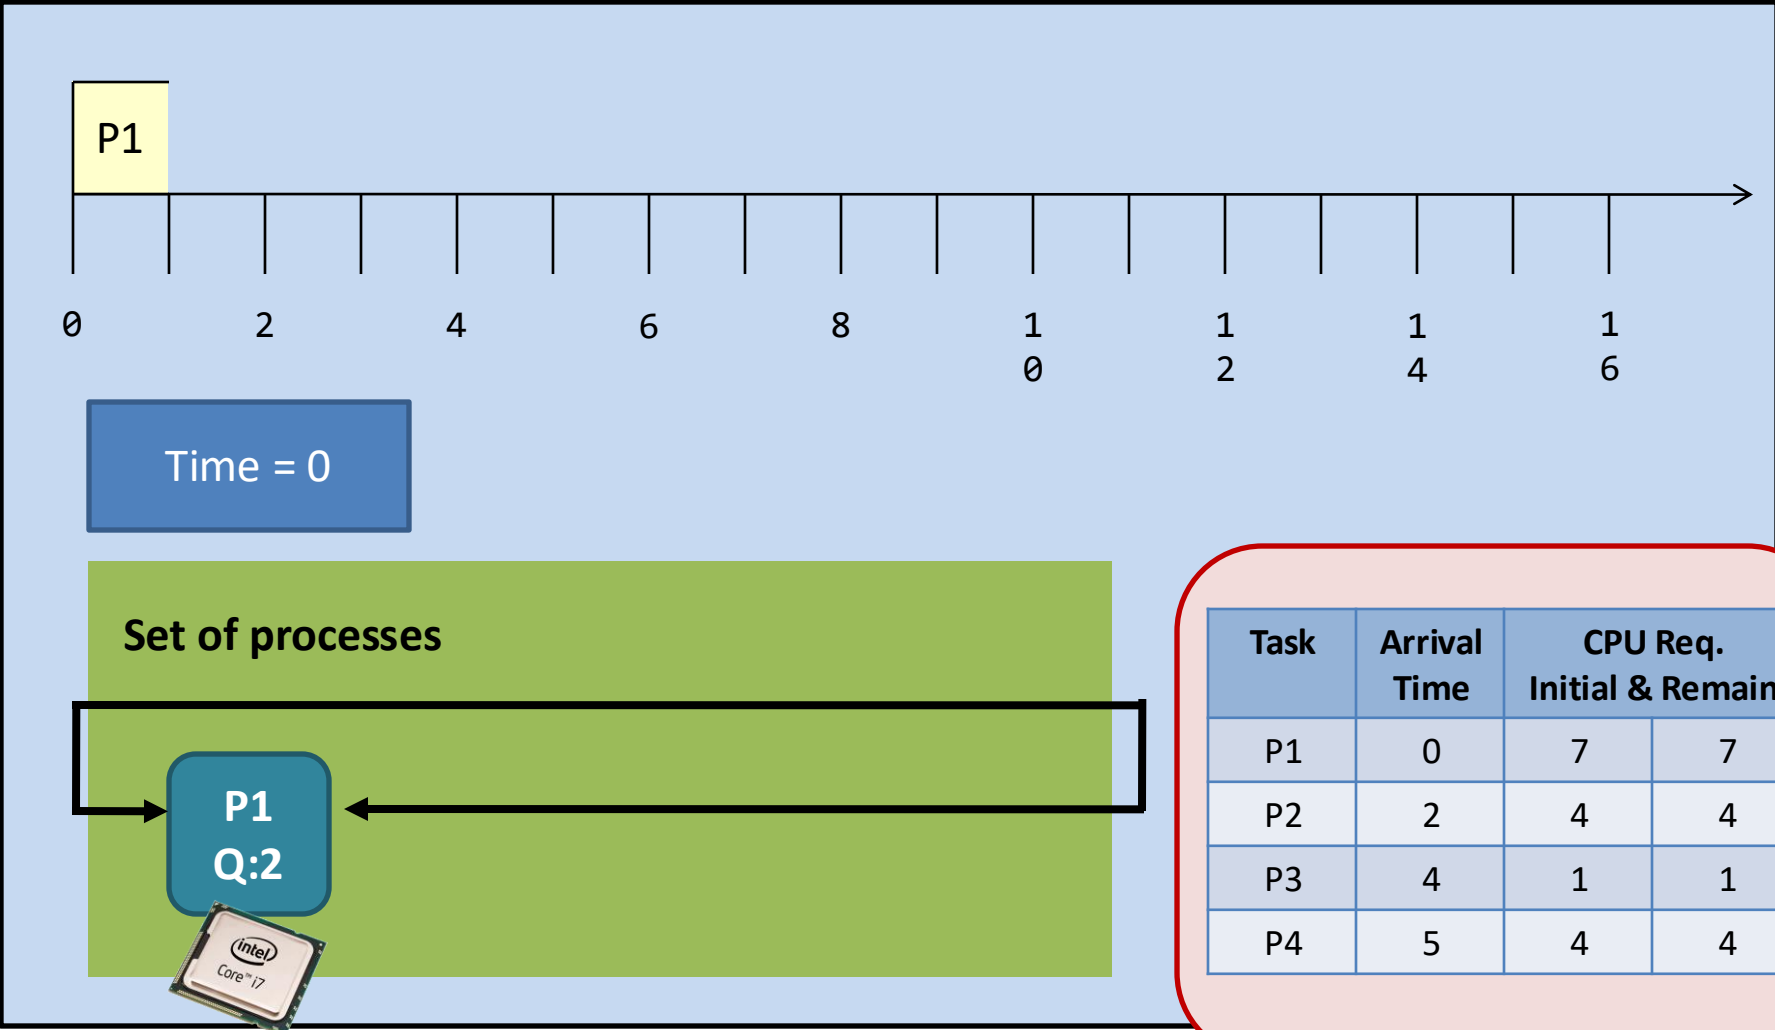 P1
0 2 4 6 8 1 1 1 1
0 2 4 6
Time = 0
Set of processes
P1
Q:2
intel
Core™ i7
Task Arrival CPU Req.
Time Initial & Remain
P1 0 7 7
P2 2 4 4
P3 4 1 1
P4 5 4 4